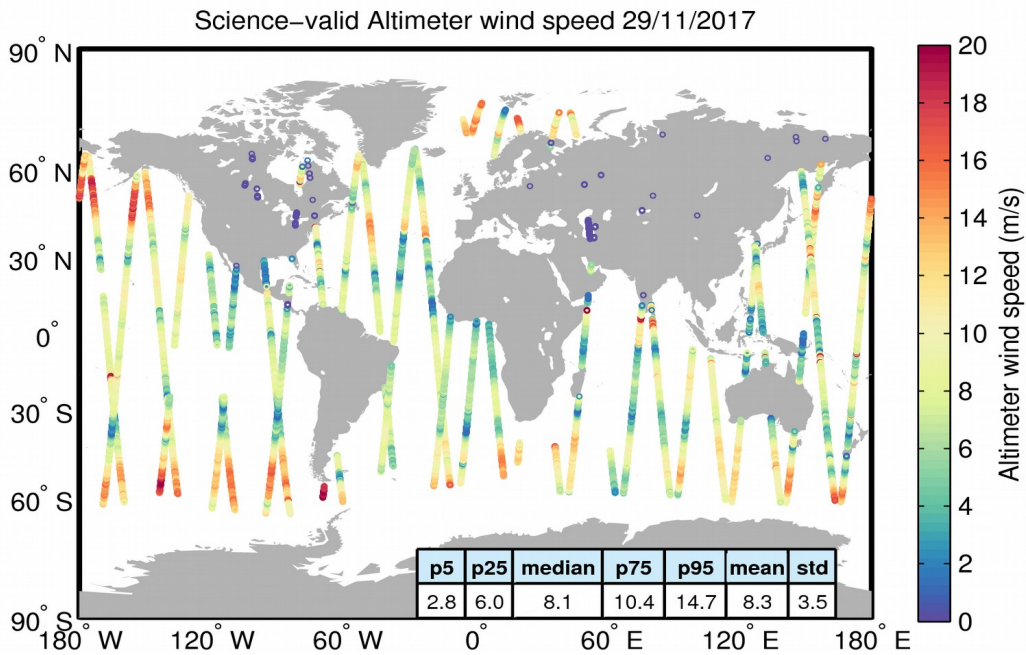 Science−valid Altimeter wind speed 29/11/2017
90° N
60° N
30° N
0°
30° S
60° S
90° S
180° W
120° W
60° W
0°
60° E
120° E
180° E
p5 p25 median p75 p95 mean std
2.8 6.0 8.1 10.4 14.7 8.3 3.5
20
18
16
14
12
10
8
6
4
2
0
Altimeter wind speed (m/s)